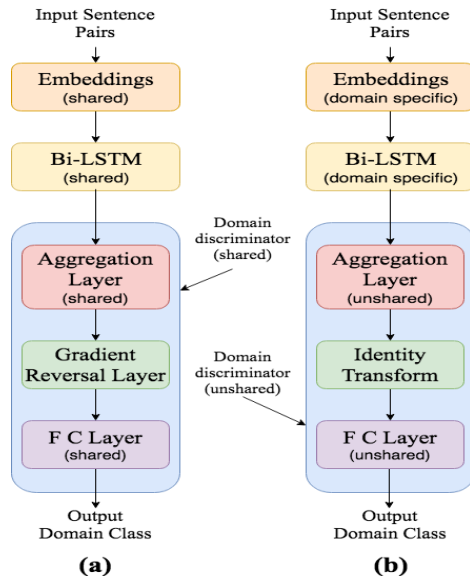 Input Sentence
Pairs
Embeddings
(shared)
Bi-LSTM
(shared)
Aggregation
Layer
(shared)
Gradient
Reversal Layer
F C Layer
(shared)
Output
Domain Class
(a)
Domain
discriminator
(shared)
Domain
discriminator
(unshared)
Input Sentence
Pairs
Embeddings
(domain specific)
Bi-LSTM
(domain specific)
Aggregation
Layer
(unshared)
Identity
Transform
F C Layer
(unshared)
Output
Domain Class
(b)